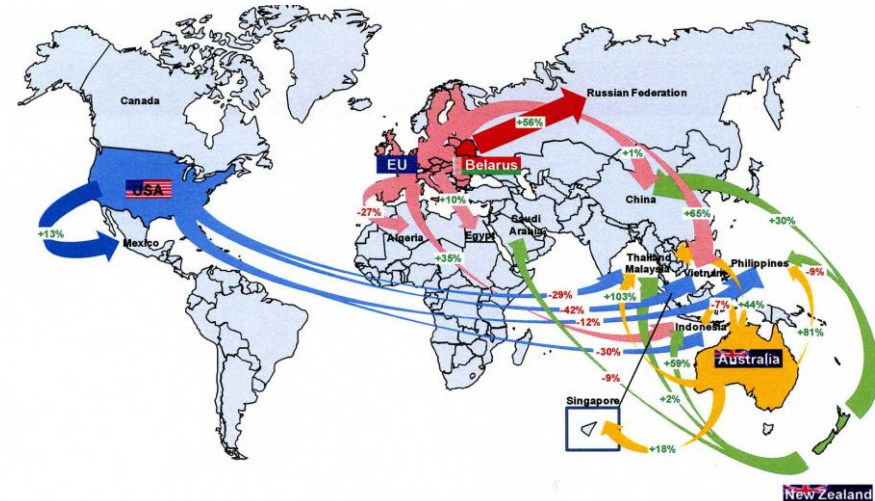 Canada
Russian Federation
+56%
EU
Belarus
+1%
USA
China
+10%
-27%
+65%
+30%
Saudi
Arabia
+13%
Mexico
Algeria
Egypt
+35%
Thailand
Malaysia
Vietnam
Philippines
-9%
-29%
+103%
-42%
-7%
+44%
-12%
Indonesia
+81%
-30%
+59%
Australia
-9%
+2%
Singapore
+18%
New Zealand